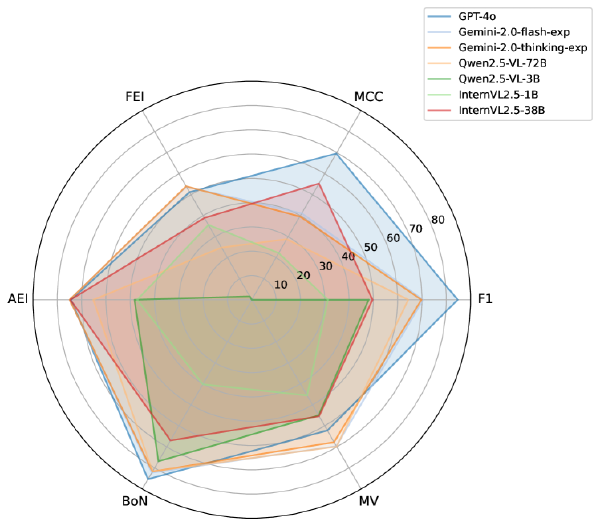 GPT-4o
Gemini-2.0-flash-exp
Gemini-2.0-thinking-exp
Qwen2.5-VL-72B
Qwen2.5-VL-3B
InternVL2.5-1B
InternVL2.5-38B
FEI
MCC
80
70
60
50
40
30
20
10
AEI
F1
BoN
MV